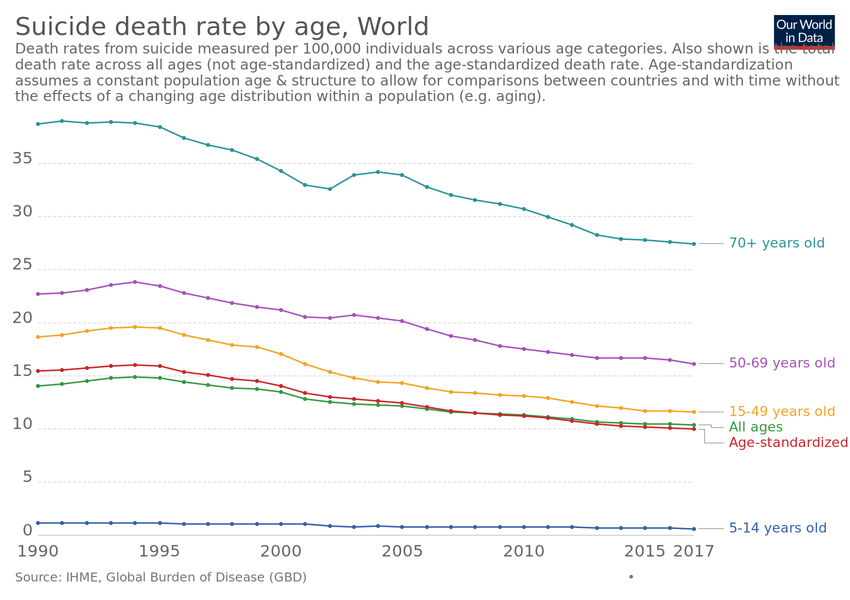 Suicide death rate by age, World
Our World
in Data
Death rates from suicide measured per 100,000 individuals across various age categories. Also shown is the total
death rate across all ages (not age-standardized) and the age-standardized death rate. Age-standardization
assumes a constant population age & structure to allow for comparisons between countries and with time without
the effects of a changing age distribution within a population (e.g. aging).
35
30
25
20
15
10
5
0
70+ years old
50-69 years old
15-49 years old
All ages
Age-standardized
5-14 years old
1990 1995 2000 2005 2010 2015 2017
Source: IHME, Global Burden of Disease (GBD)